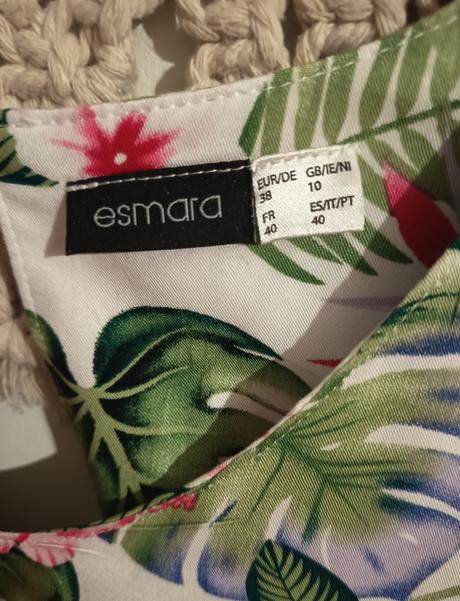 esmara
EUR/DE GB/IE/NI
38 10
FR ES/IT/PT
40 40